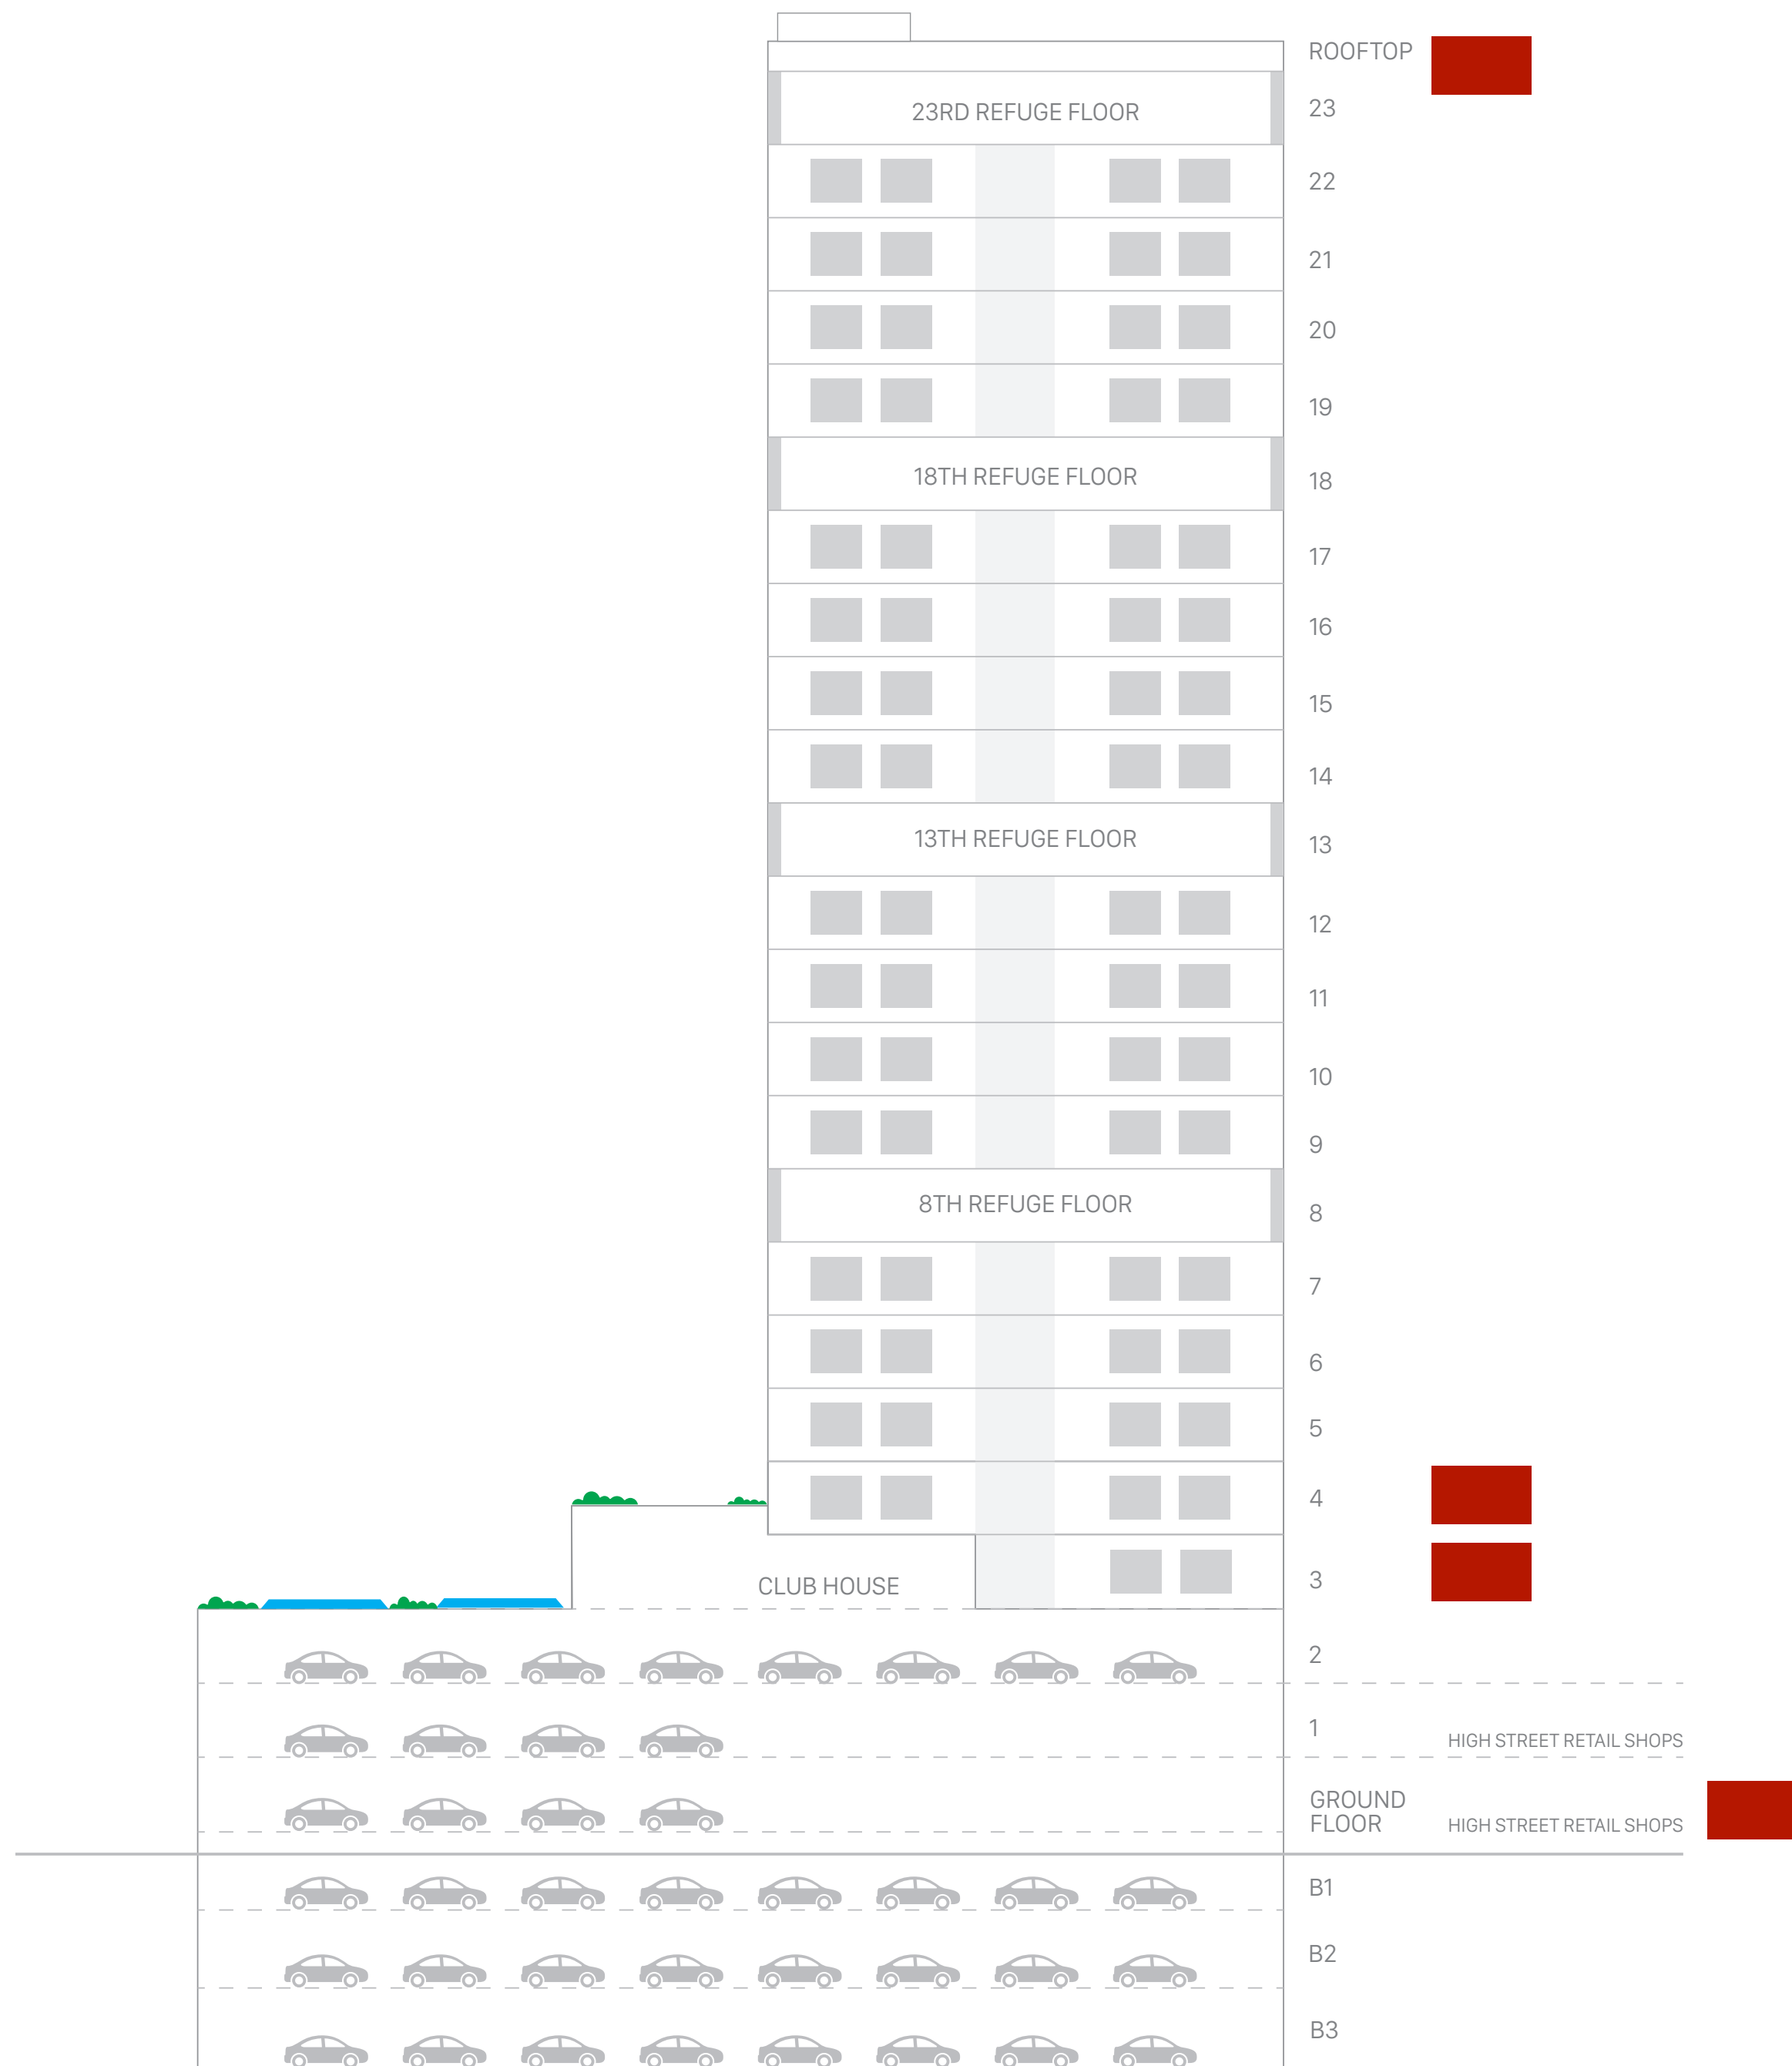 ROOFTOP
23RD REFUGE FLOOR
23
22
21
20
19
18TH REFUGE FLOOR
18
17
16
15
14
13TH REFUGE FLOOR
13
12
11
10
9
8TH REFUGE FLOOR
8
7
6
5
4
CLUB HOUSE
3
2
1
HIGH STREET RETAIL SHOPS
GROUND
FLOOR
HIGH STREET RETAIL SHOPS
B1
B2
B3